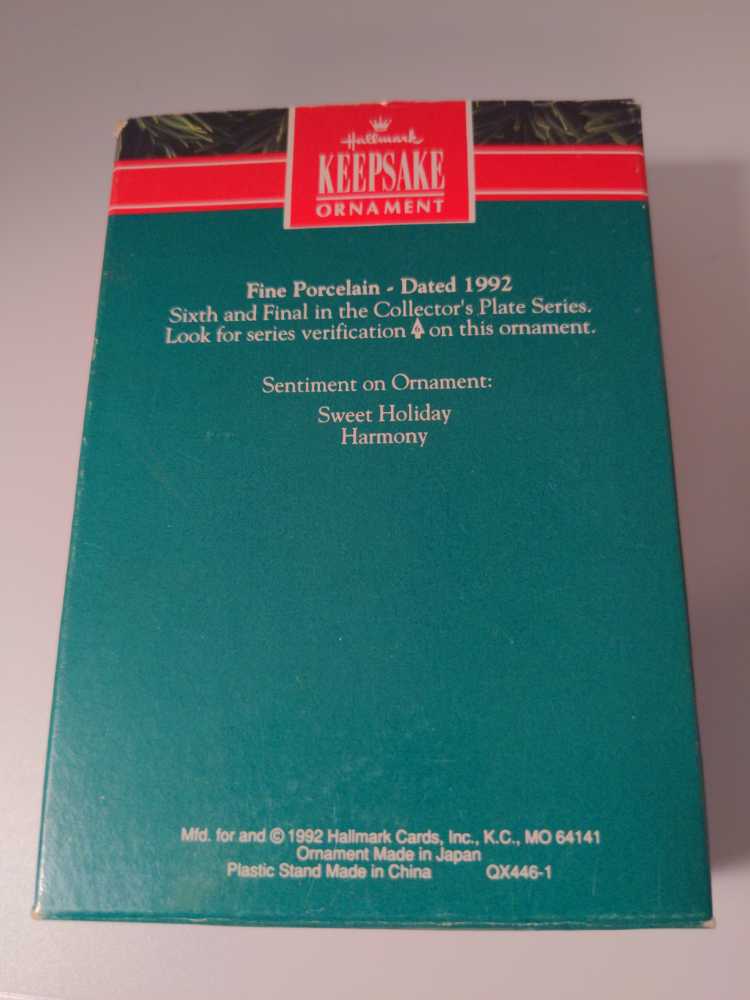 Hallmark
KEEPSAKE
ORNAMENT
Fine Porcelain - Dated 1992
Sixth and Final in the Collector's Plate Series.
Look for series verification on this ornament.
Sentiment on Ornament:
Sweet Holiday
Harmony
Mfd. for and © 1992 Hallmark Cards, Inc., K.C., MO 64141
Ornament Made in Japan
Plastic Stand Made in China QX446-1